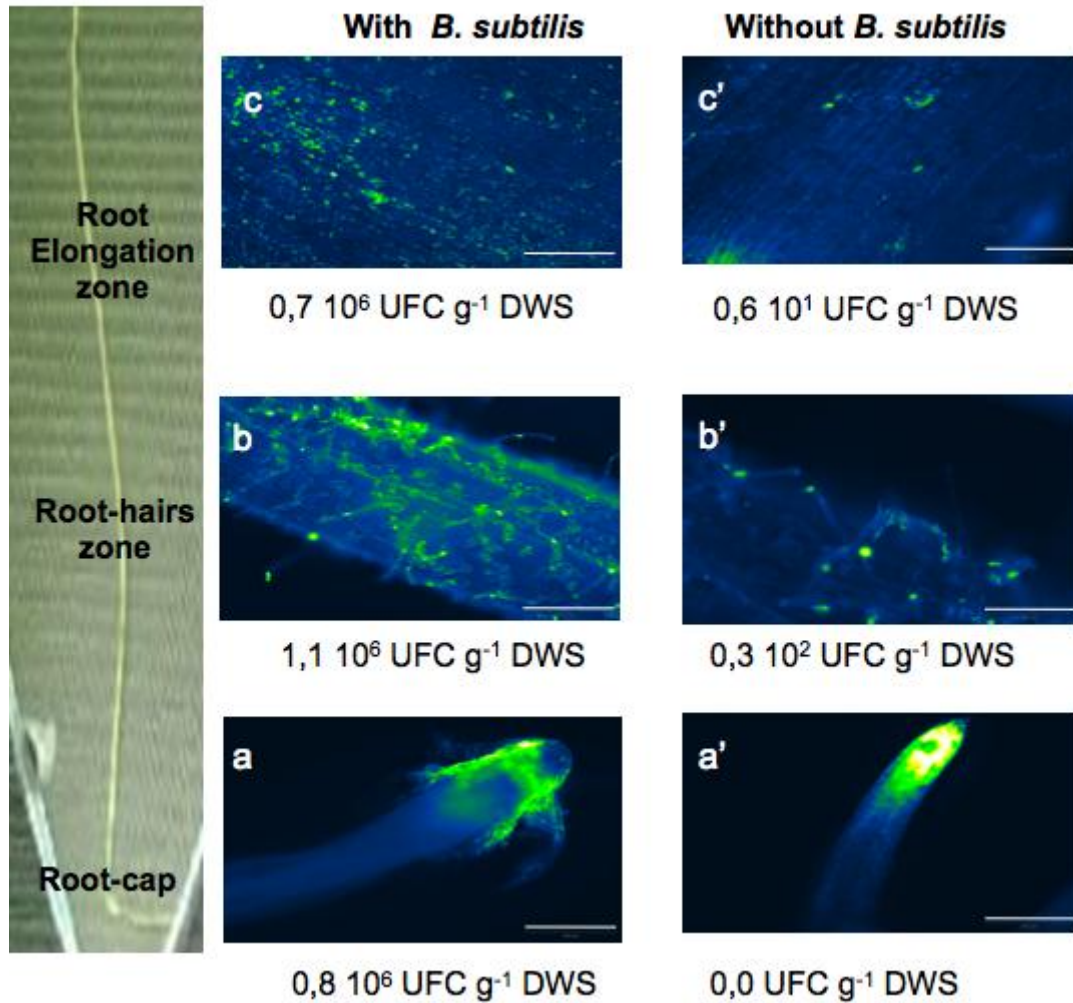 With B. subtilis
Without B. subtilis
c
c'
Root
Elongation
zone
0,7 10⁶ UFC g⁻¹ DWS
0,6 10¹ UFC g⁻¹ DWS
b
b'
Root-hairs
zone
1,1 10⁶ UFC g⁻¹ DWS
0,3 10² UFC g⁻¹ DWS
a
a'
Root-cap
0,8 10⁶ UFC g⁻¹ DWS
0,0 UFC g⁻¹ DWS